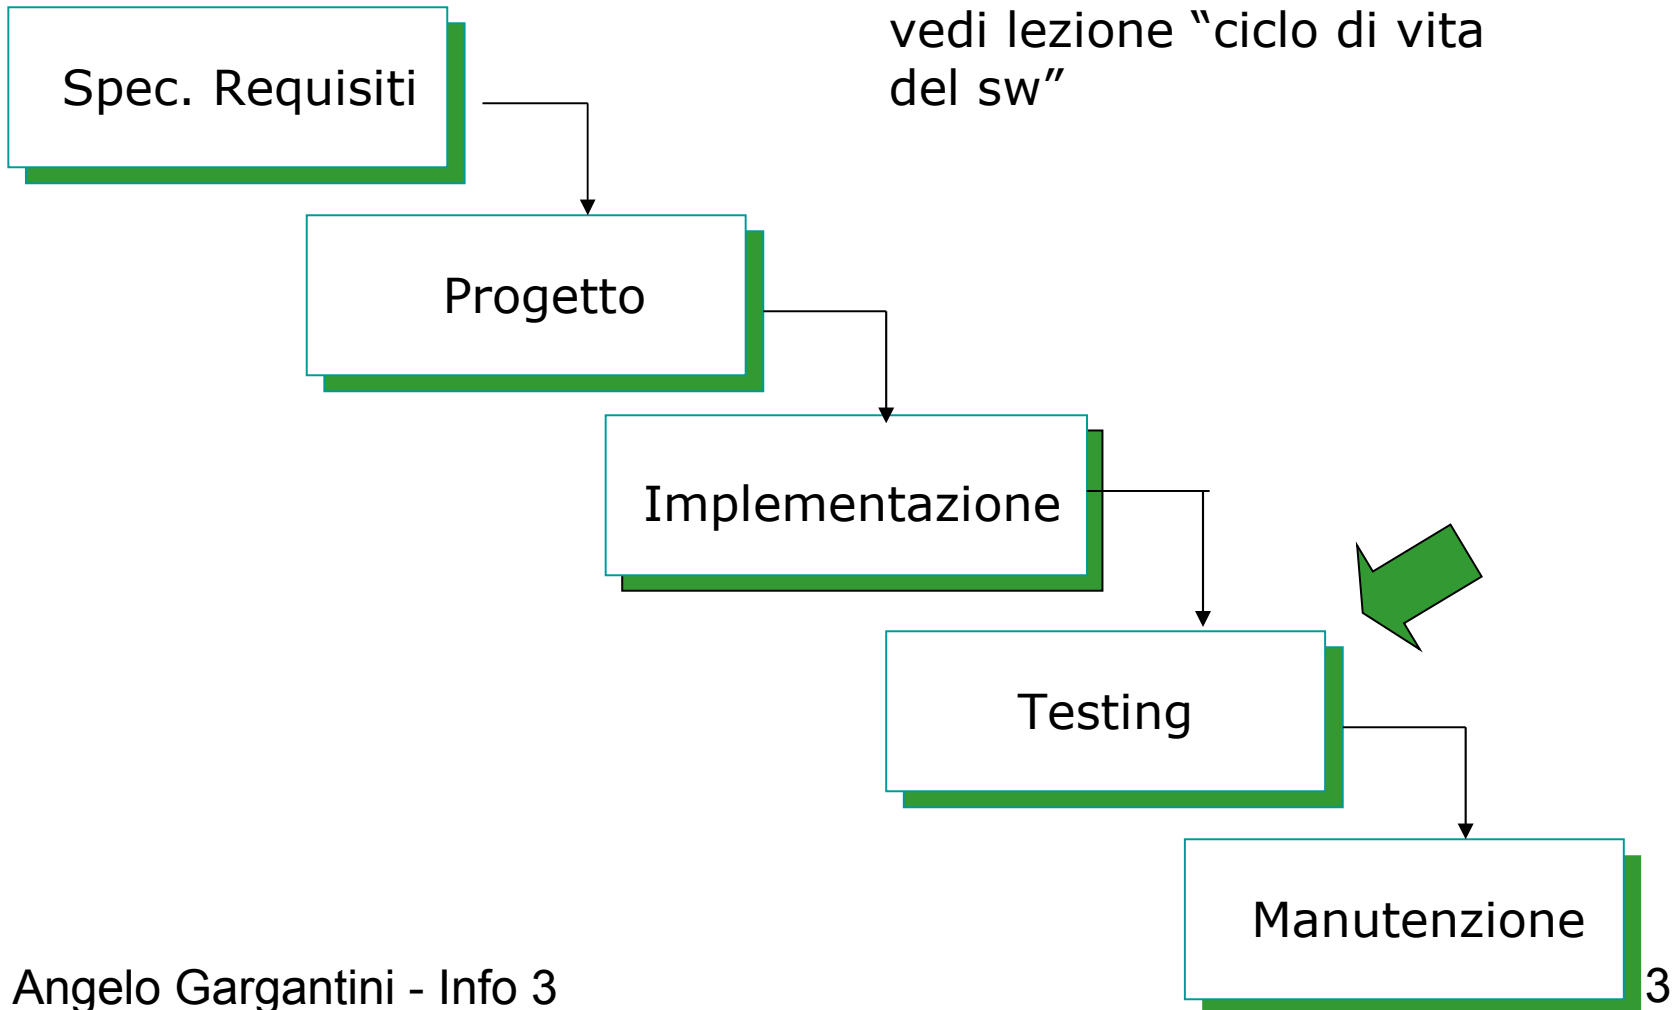 vedi lezione “ciclo di vita
del sw”
Spec. Requisiti
Progetto
Implementazione
Testing
Manutenzione
Angelo Gargantini - Info 3
3